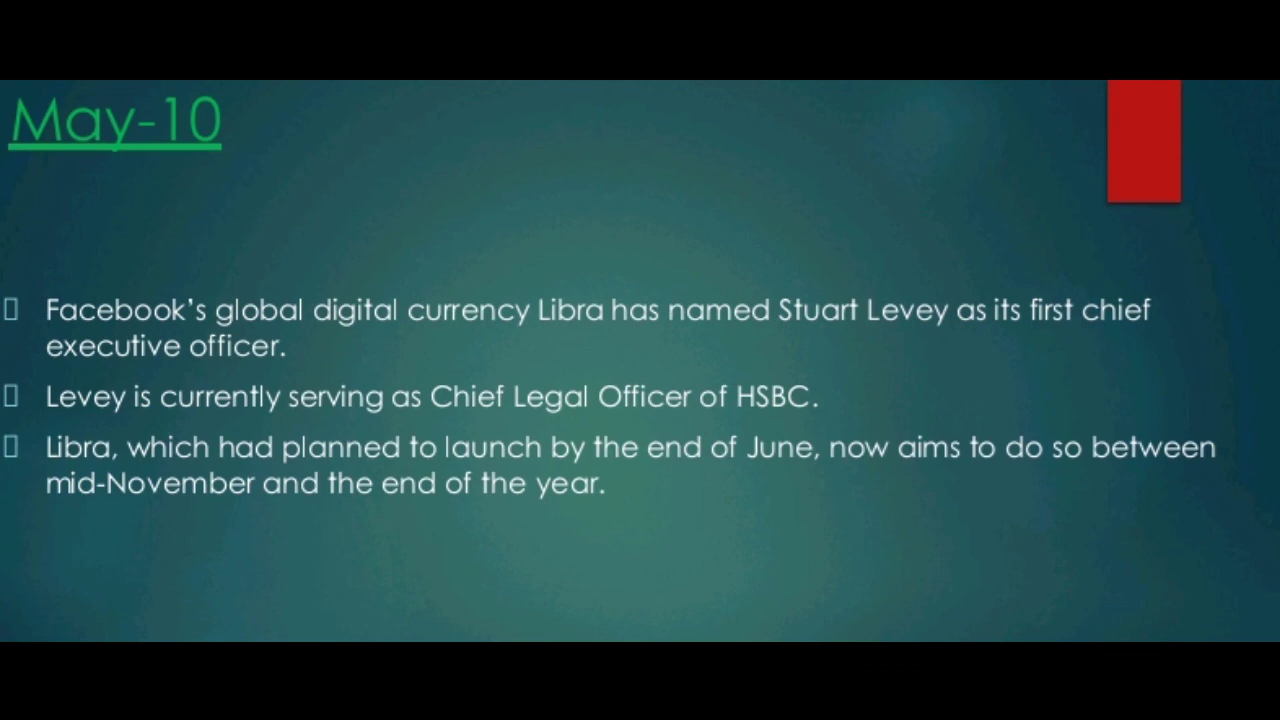 May-10
Facebook’s global digital currency Libra has named Stuart Levey as its first chief
executive officer.
Levey is currently serving as Chief Legal Officer of HSBC.
Libra, which had planned to launch by the end of June, now aims to do so between
mid-November and the end of the year.